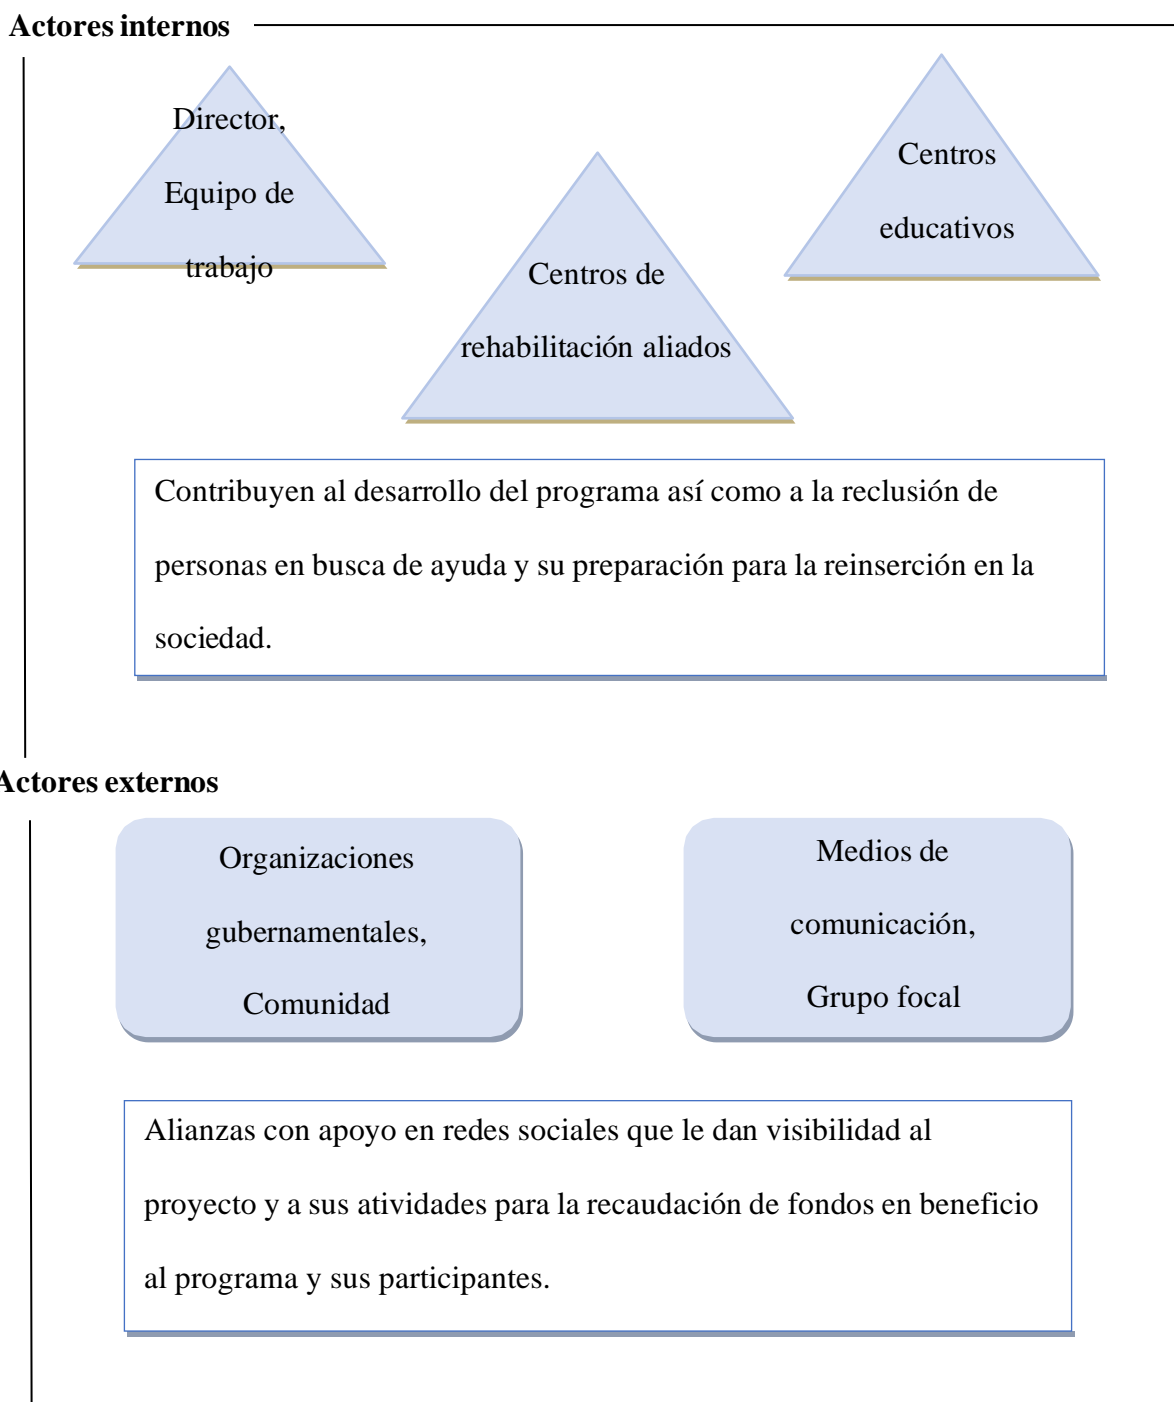 Actores internos
Director,
Equipo de
trabajo
Centros de
rehabilitación aliados
Centros
educativos
Contribuyen al desarrollo del programa así como a la reclusión de
personas en busca de ayuda y su preparación para la reinserción en la
sociedad.
Actores externos
Organizaciones
gubernamentales,
Comunidad
Medios de
comunicación,
Grupo focal
Alianzas con apoyo en redes sociales que le dan visibilidad al
proyecto y a sus atividades para la recaudación de fondos en beneficio
al programa y sus participantes.